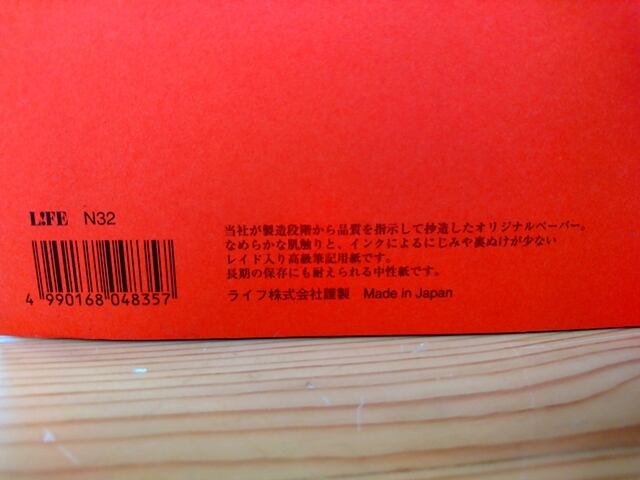 L!FE N32
4 990168 048357
当社が製造段階から品質を指示して抄造したオリジナルペーパー。
なめらかな肌触りと、インクによるにじみや裏ぬけが少ない
レイド入り高級筆記用紙です。
長期の保存にも耐えられる中性紙です。
ライフ株式会社謹製 Made in Japan